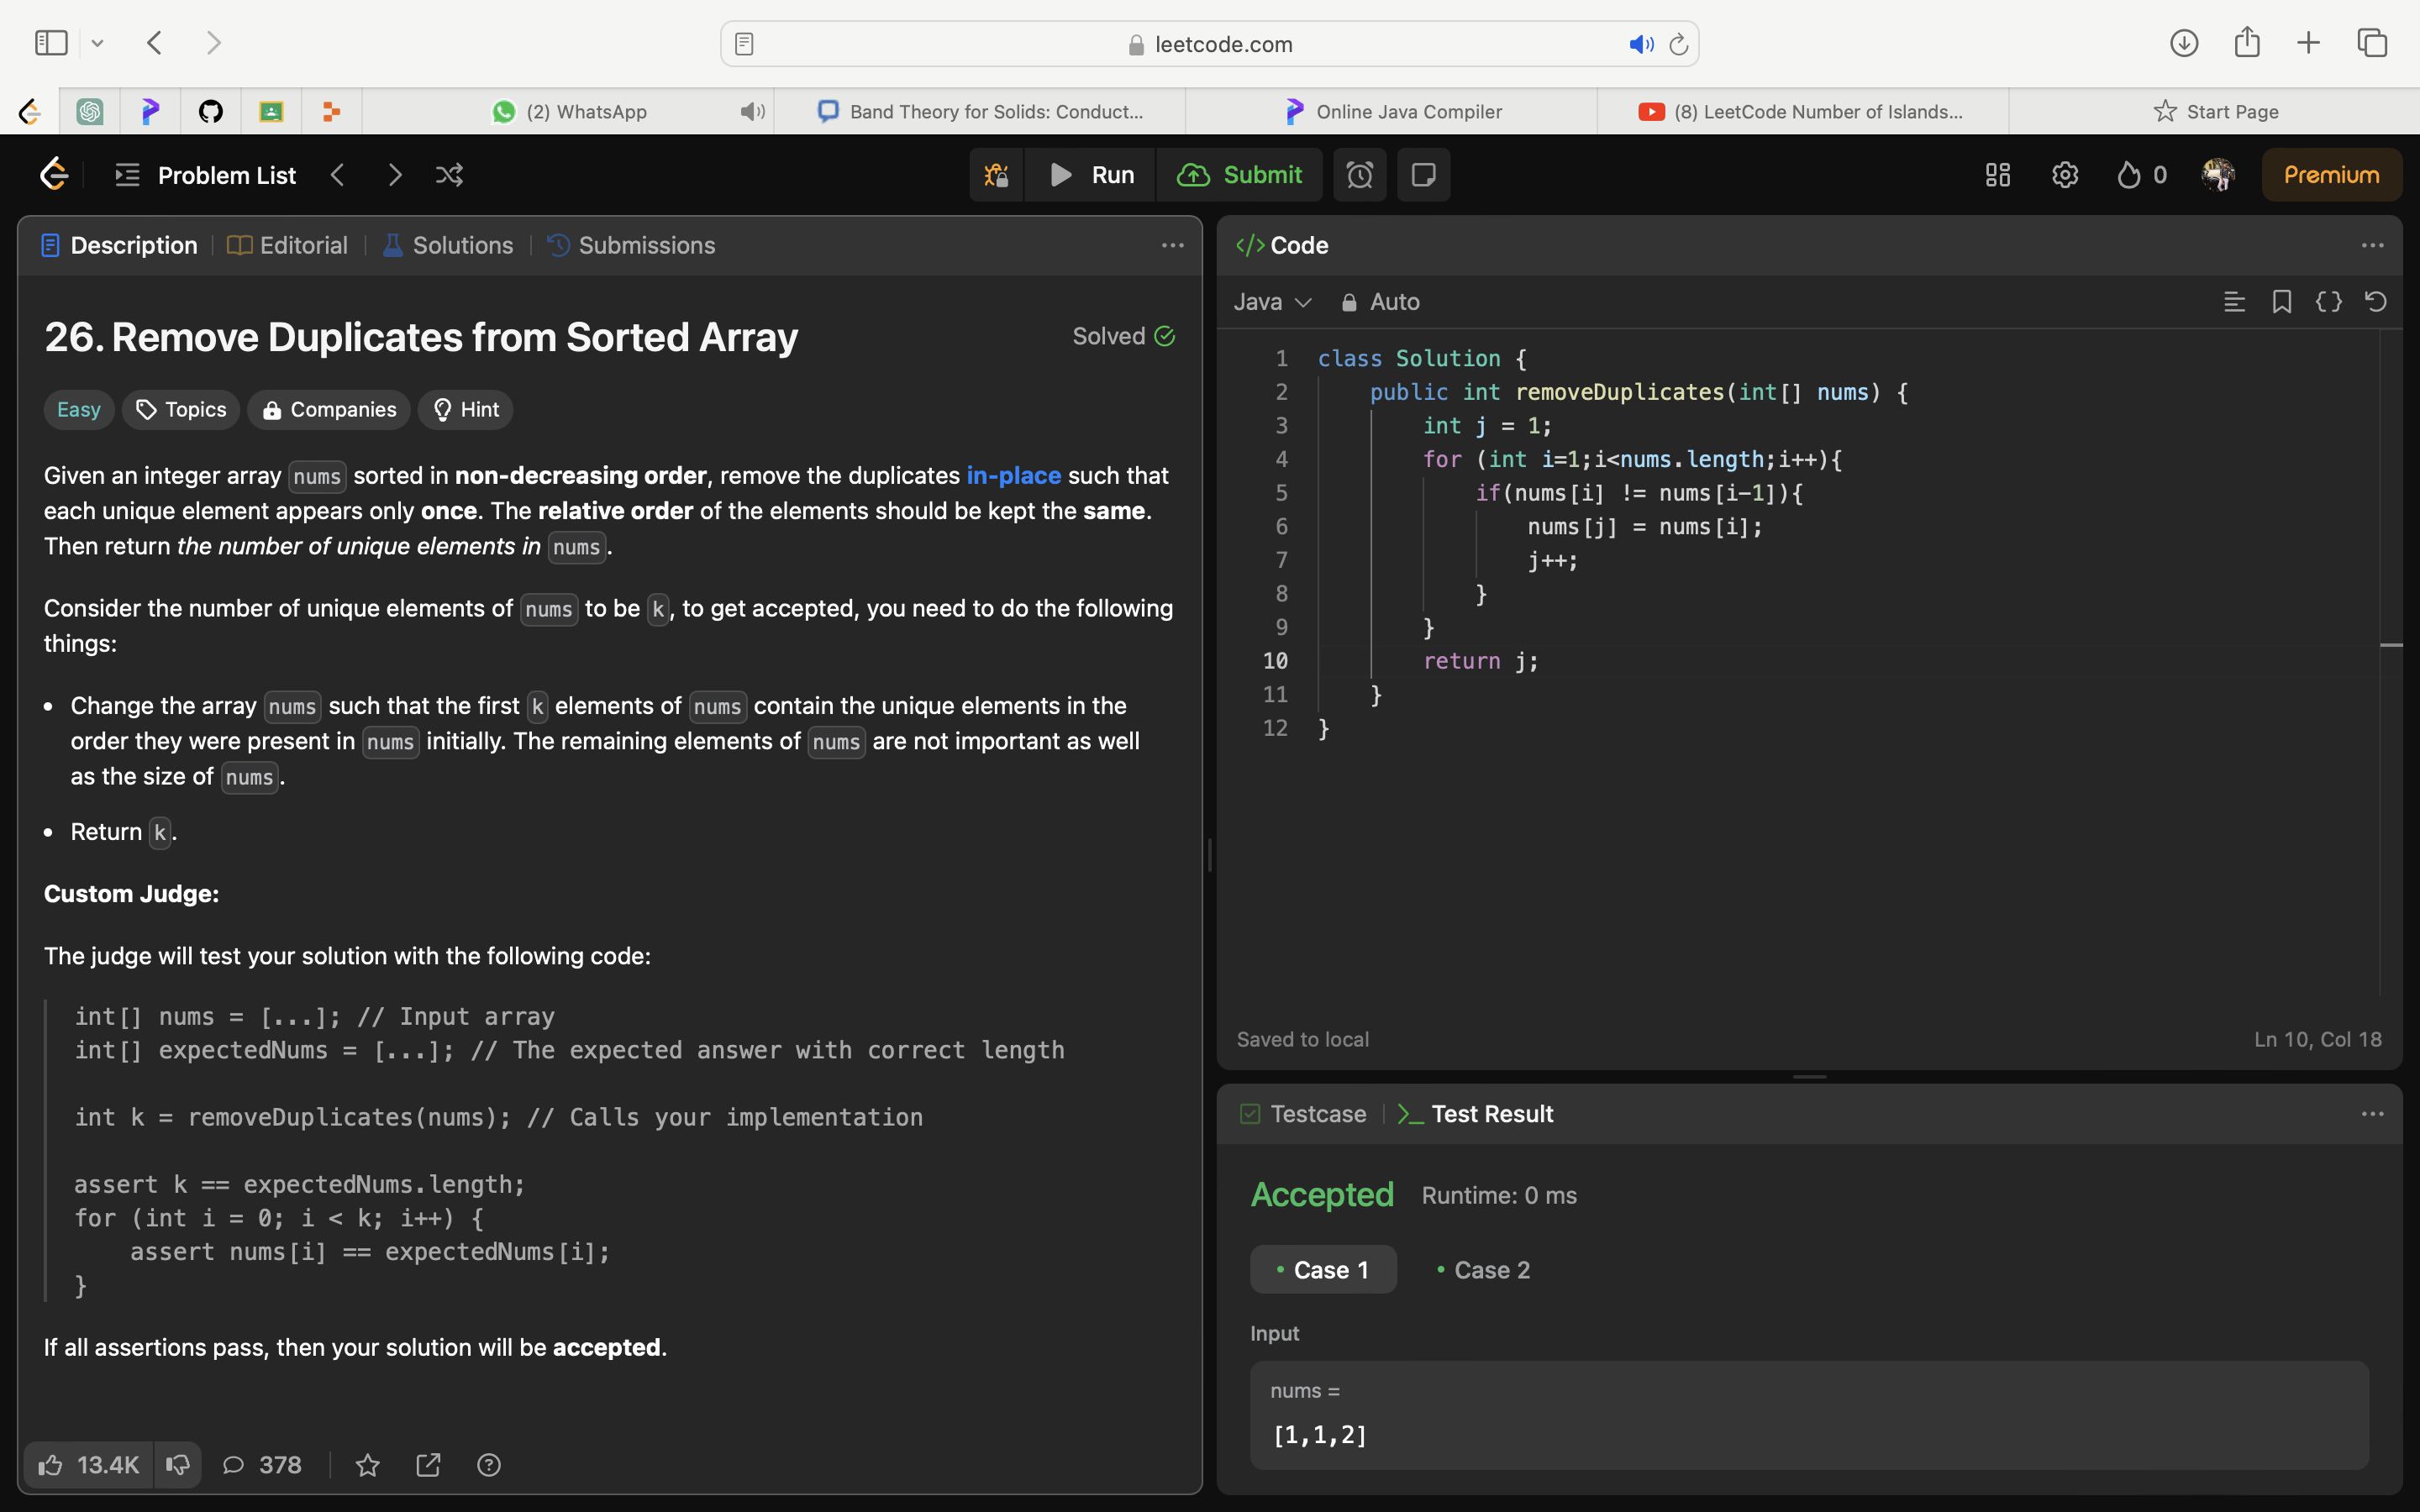 leetcode.com
(2) WhatsApp
Band Theory for Solids: Conduct...
Online Java Compiler
(8) LeetCode Number of Islands...
Start Page
Problem List
Run
Submit
0
Premium
Description
Editorial
Solutions
Submissions
26. Remove Duplicates from Sorted Array
Solved
Easy
Topics
Companies
Hint
Given an integer array nums sorted in non-decreasing order, remove the duplicates in-place such that
each unique element appears only once. The relative order of the elements should be kept the same.
Then return the number of unique elements in nums.
Consider the number of unique elements of nums to be k, to get accepted, you need to do the following
things:
• Change the array nums such that the first k elements of nums contain the unique elements in the
order they were present in nums initially. The remaining elements of nums are not important as well
as the size of nums.
• Return k.
Custom Judge:
The judge will test your solution with the following code:
int[] nums = [...]; // Input array
int[] expectedNums = [...]; // The expected answer with correct length
int k = removeDuplicates(nums); // Calls your implementation
assert k == expectedNums.length;
for (int i = 0; i < k; i++) {
    assert nums[i] == expectedNums[i];
}
If all assertions pass, then your solution will be accepted.
13.4K
378
</> Code
Java
Auto
1 class Solution {
2     public int removeDuplicates(int[] nums) {
3         int j = 1;
4         for (int i=1;i<nums.length;i++){
5             if(nums[i] != nums[i-1]){
6                 nums[j] = nums[i];
7                 j++;
8             }
9         }
10         return j;
11     }
12 }
Saved to local
Ln 10, Col 18
Testcase
>_ Test Result
Accepted
Runtime: 0 ms
• Case 1
• Case 2
Input
nums =
[1,1,2]